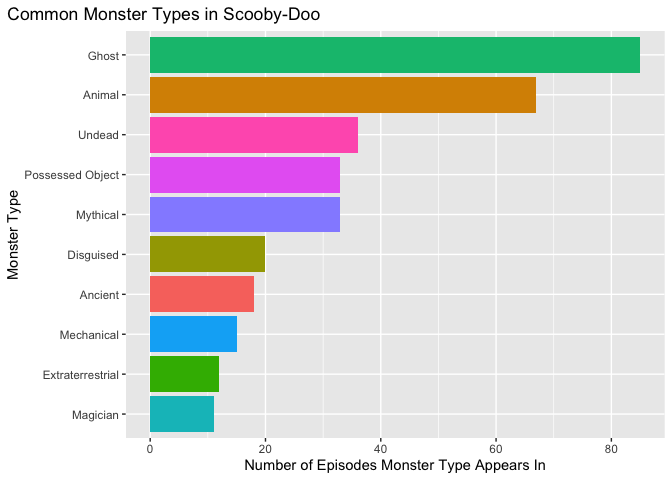 Common Monster Types in Scooby-Doo
Monster Type
Ghost
Animal
Undead
Possessed Object
Mythical
Disguised
Ancient
Mechanical
Extraterrestrial
Magician
0 20 40 60 80
Number of Episodes Monster Type Appears In